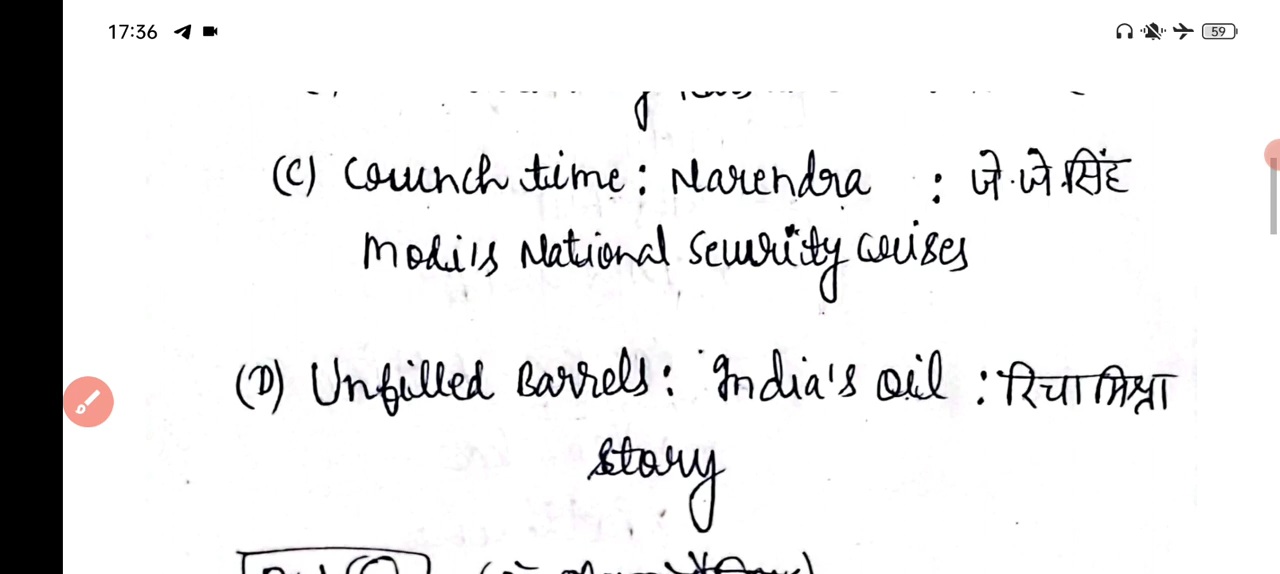 17:36
59
(C) Crunch time: Narendra : जे.जे.सिंह
Modi's National Security crises
(D) Unfilled Barrels: India's oil : रिचा मिश्रा
story